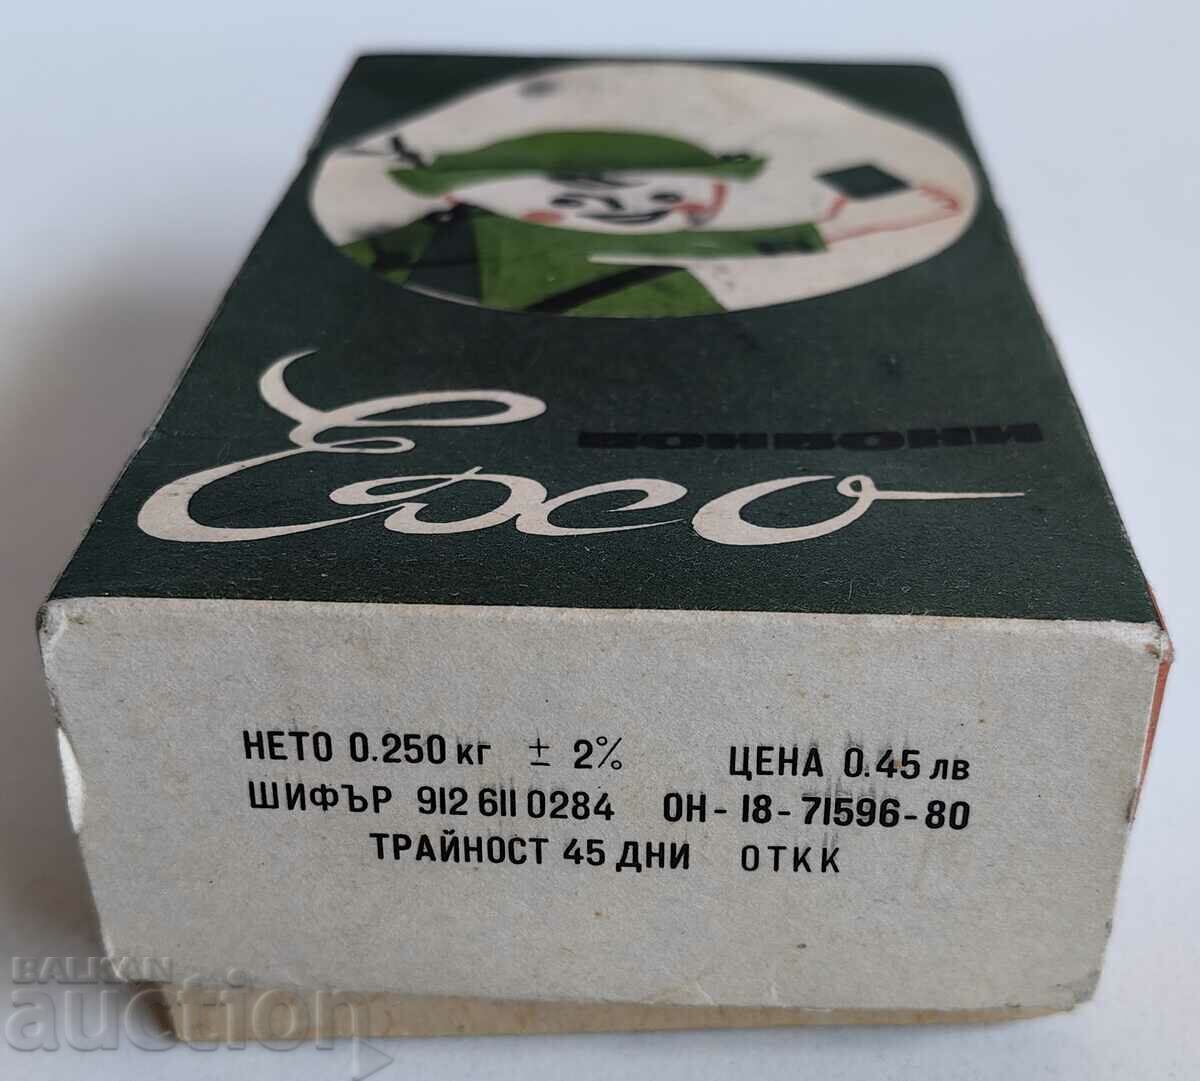 БОНБОНИ
Ехо
НЕТО 0.250 кг ± 2% ЦЕНА 0.45 лв
ШИФЪР 912 611 0284 ОН-18-71596-80
ТРАЙНОСТ 45 ДНИ ОТКК
BALKAN
auction